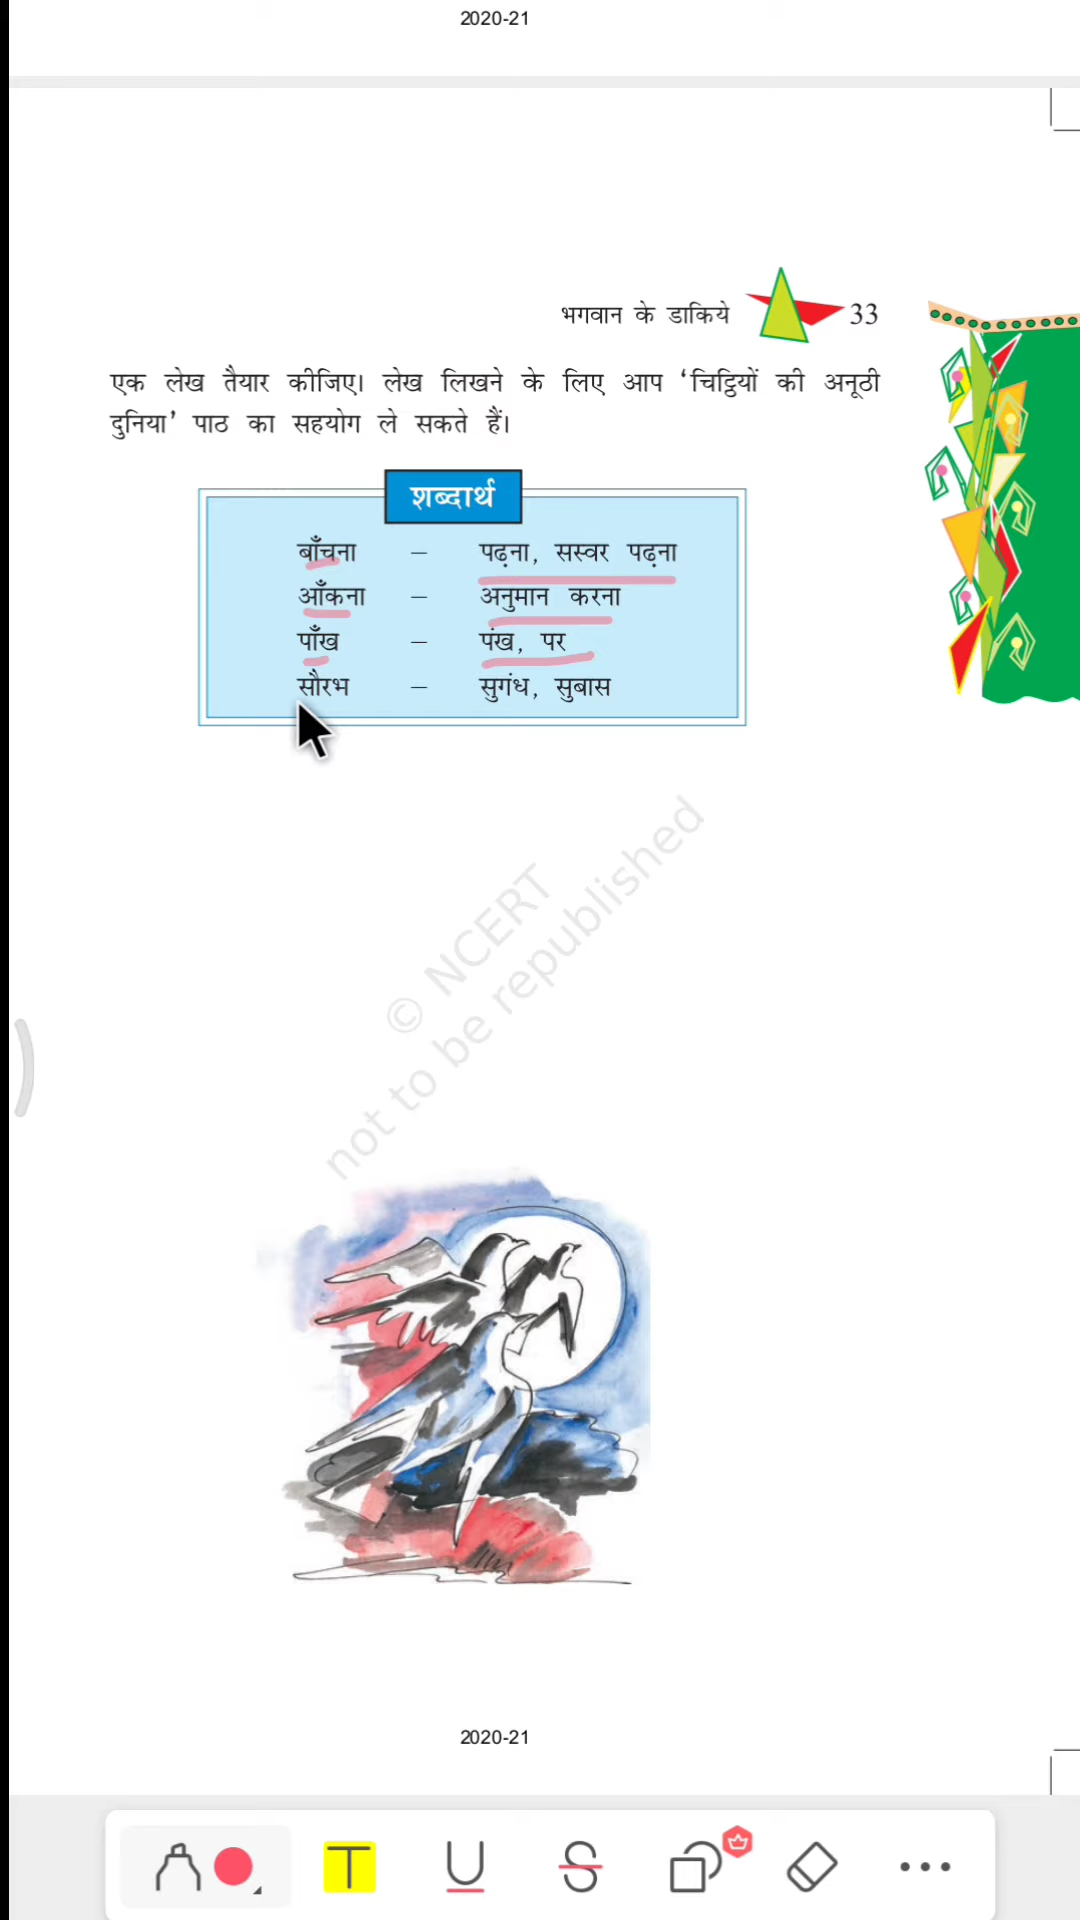 2020-21
भगवान के डाकिये 33
एक लेख तैयार कीजिए। लेख लिखने के लिए आप ‘चिट्ठियों की अनूठी
दुनिया’ पाठ का सहयोग ले सकते हैं।
शब्दार्थ
बाँचना – पढ़ना, सस्वर पढ़ना
आँकना – अनुमान करना
पाँख – पंख, पर
सौरभ – सुगंध, सुबास
© NCERT
not to be republished
2020-21